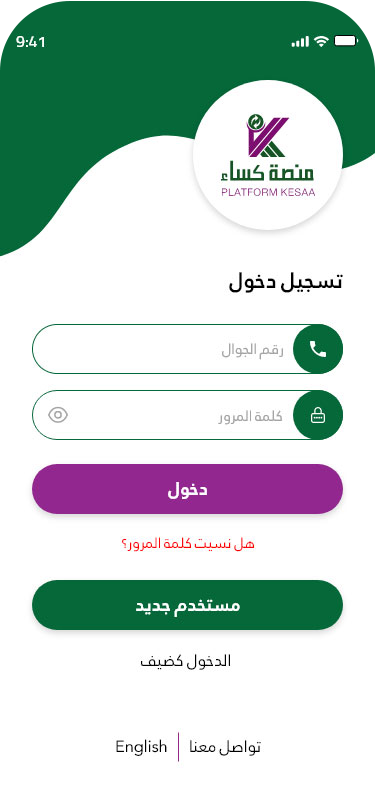 9:41
منصة كساء
PLATFORM KESAA
تسجيل دخول
رقم الجوال
كلمة المرور
دخول
هل نسيت كلمة المرور؟
مستخدم جديد
الدخول كضيف
تواصل معنا | English